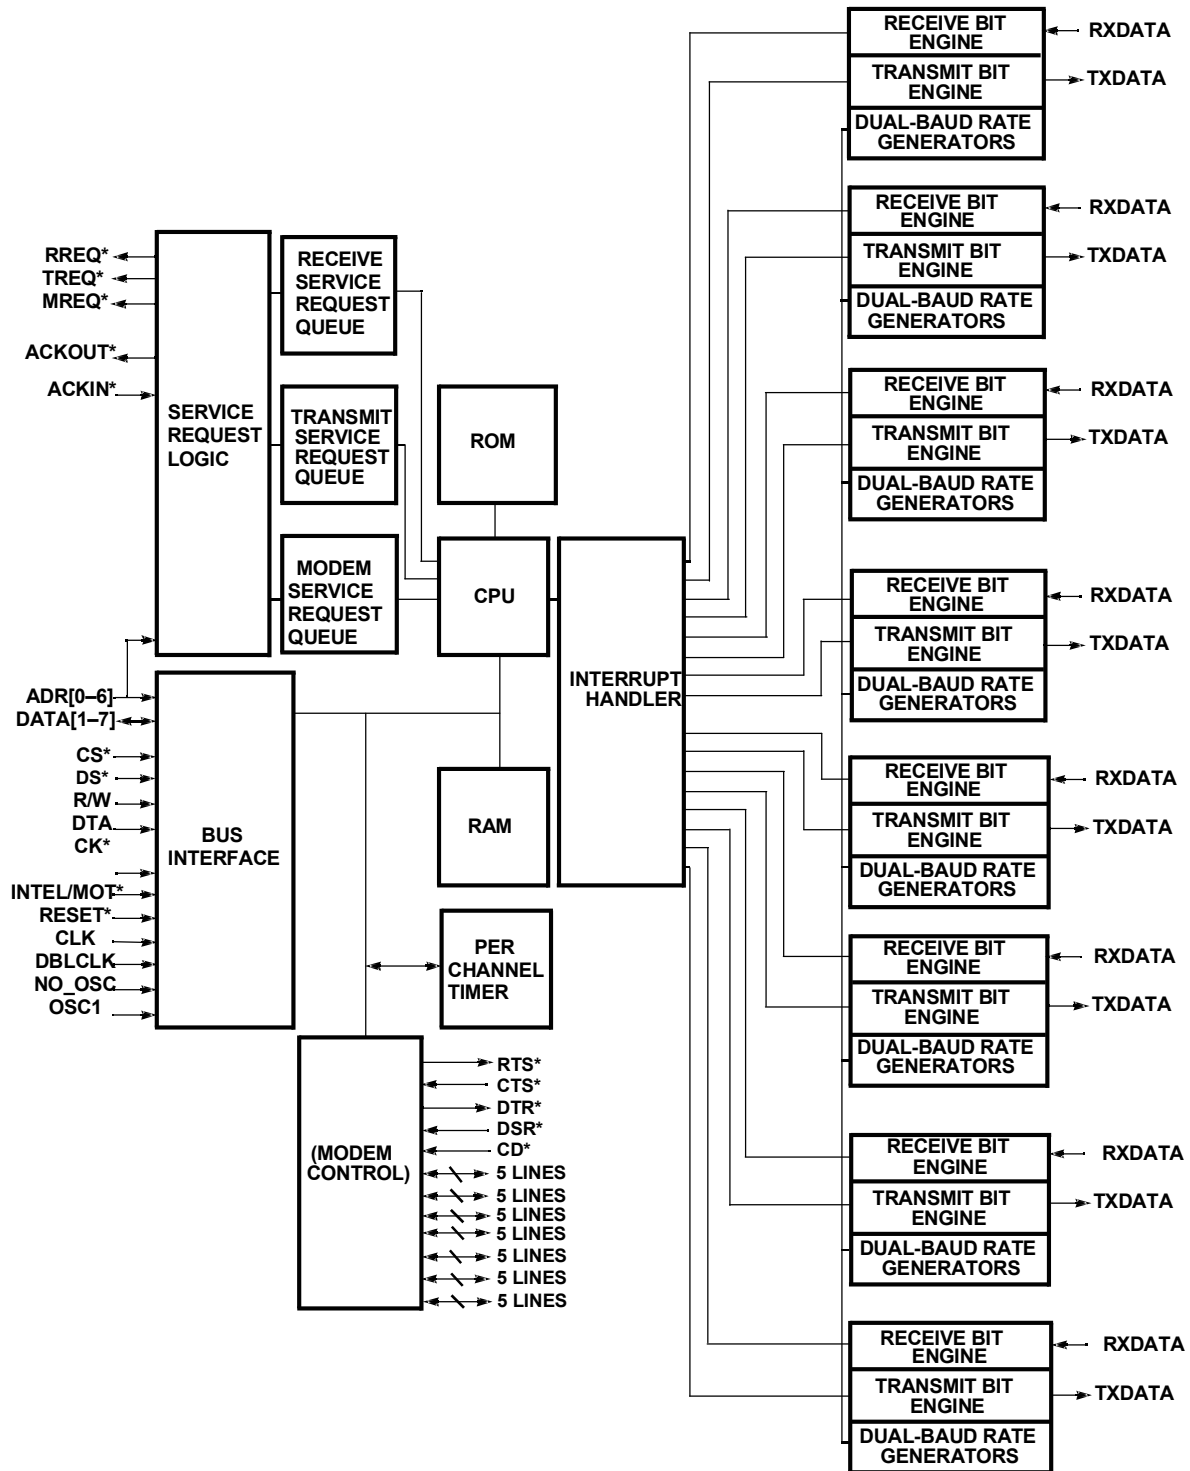 RREQ*
TREQ*
MREQ*
ACKOUT*
ACKIN*
SERVICE
REQUEST
LOGIC
RECEIVE
SERVICE
REQUEST
QUEUE
TRANSMIT
SERVICE
REQUEST
QUEUE
MODEM
SERVICE
REQUEST
QUEUE
ROM
CPU
INTERRUPT
HANDLER
RAM
ADR[0–6]
DATA[1–7]
CS*
DS*
R/W
DTA
CK*
INTEL/MOT*
RESET*
CLK
DBLCLK
NO_OSC
OSC1
BUS
INTERFACE
PER
CHANNEL
TIMER
(MODEM
CONTROL)
RTS*
CTS*
DTR*
DSR*
CD*
5 LINES
5 LINES
5 LINES
5 LINES
5 LINES
5 LINES
5 LINES
RECEIVE BIT
ENGINE
RXDATA
TRANSMIT BIT
ENGINE
TXDATA
DUAL-BAUD RATE
GENERATORS
RECEIVE BIT
ENGINE
RXDATA
TRANSMIT BIT
ENGINE
TXDATA
DUAL-BAUD RATE
GENERATORS
RECEIVE BIT
ENGINE
RXDATA
TRANSMIT BIT
ENGINE
TXDATA
DUAL-BAUD RATE
GENERATORS
RECEIVE BIT
ENGINE
RXDATA
TRANSMIT BIT
ENGINE
TXDATA
DUAL-BAUD RATE
GENERATORS
RECEIVE BIT
ENGINE
RXDATA
TRANSMIT BIT
ENGINE
TXDATA
DUAL-BAUD RATE
GENERATORS
RECEIVE BIT
ENGINE
RXDATA
TRANSMIT BIT
ENGINE
TXDATA
DUAL-BAUD RATE
GENERATORS
RECEIVE BIT
ENGINE
RXDATA
TRANSMIT BIT
ENGINE
TXDATA
DUAL-BAUD RATE
GENERATORS
RECEIVE BIT
ENGINE
RXDATA
TRANSMIT BIT
ENGINE
TXDATA
DUAL-BAUD RATE
GENERATORS